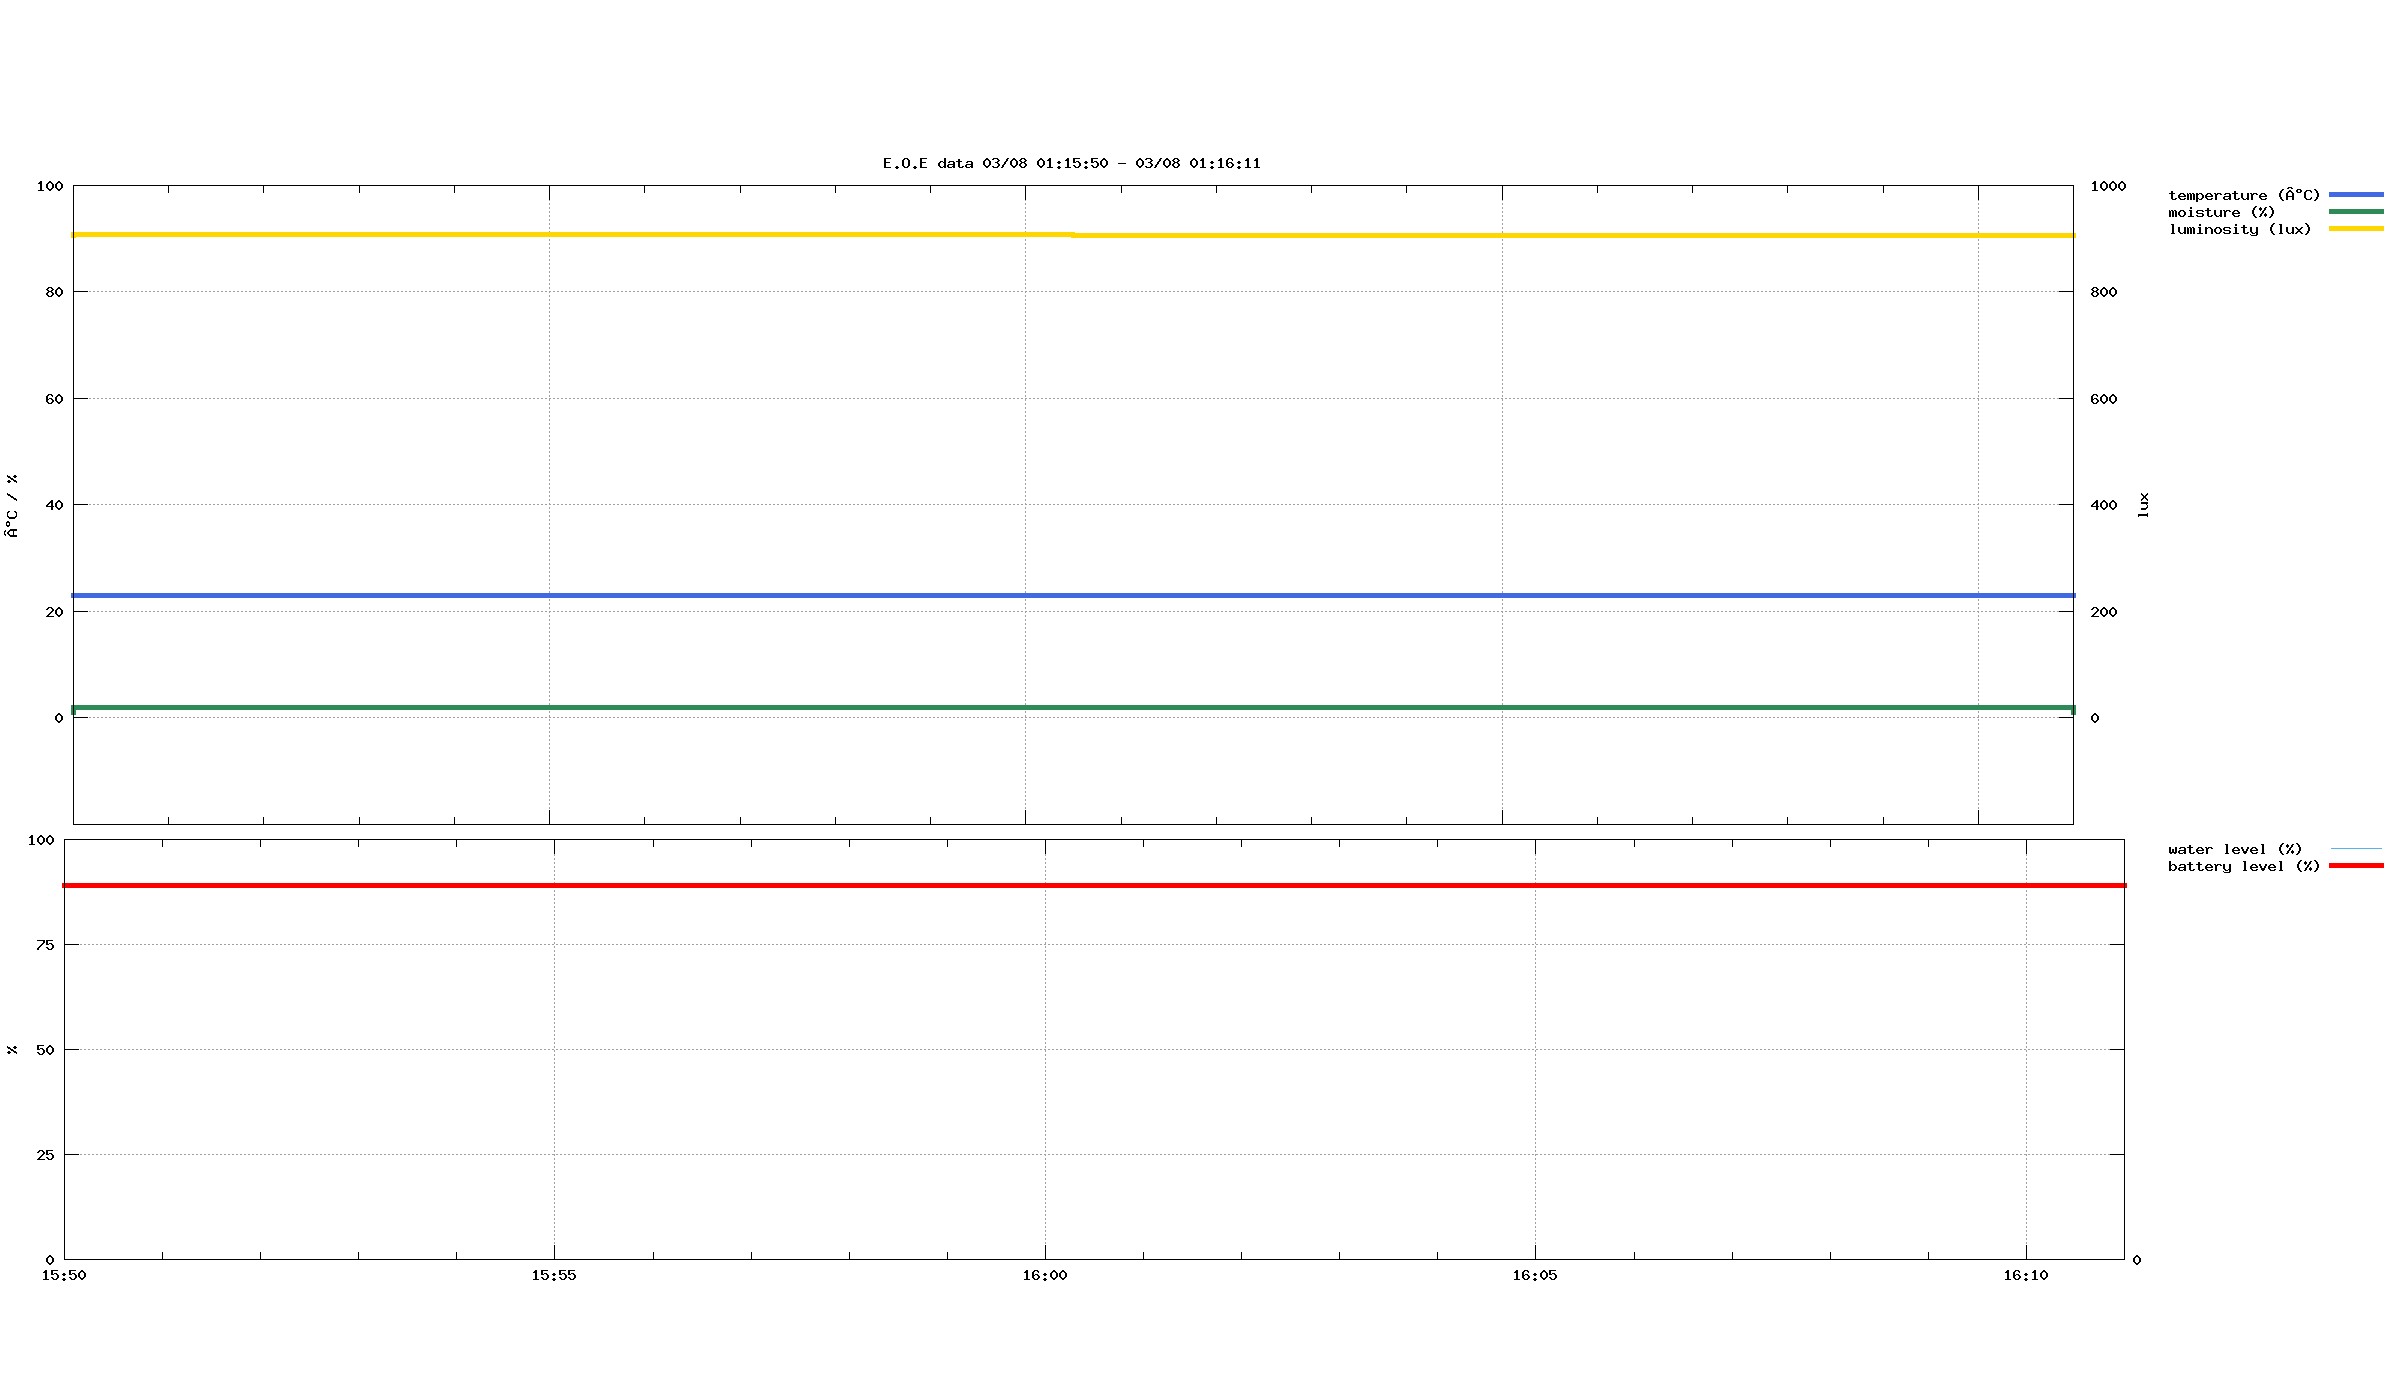 E.O.E data 03/08 01:15:50 - 03/08 01:16:11
100
80
60
40
20
0
Â°C / %
1000
800
600
400
200
0
lux
temperature (Â°C)
moisture (%)
luminosity (lux)
100
75
50
25
0
%
0
15:50 15:55 16:00 16:05 16:10
water level (%)
battery level (%)